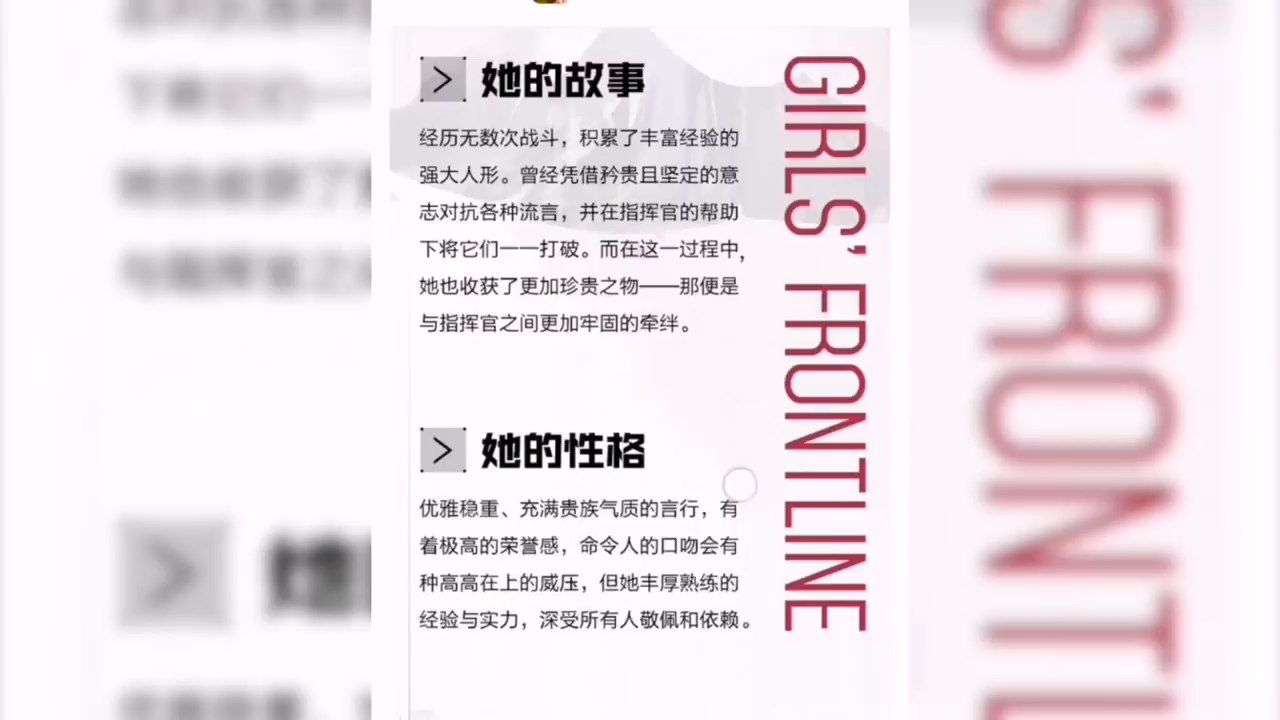 她的故事
经历无数次战斗，积累了丰富经验的
强大人形。曾经凭借矜贵且坚定的意
志对抗各种流言，并在指挥官的帮助
下将它们一一打破。而在这一过程中，
她也收获了更加珍贵之物——那便是
与指挥官之间更加牢固的牵绊。
她的性格
优雅稳重、充满贵族气质的言行，有
着极高的荣誉感，命令人的口吻会有
种高高在上的威压，但她丰厚熟练的
经验与实力，深受所有人敬佩和依赖。
GIRLS' FRONTLINE